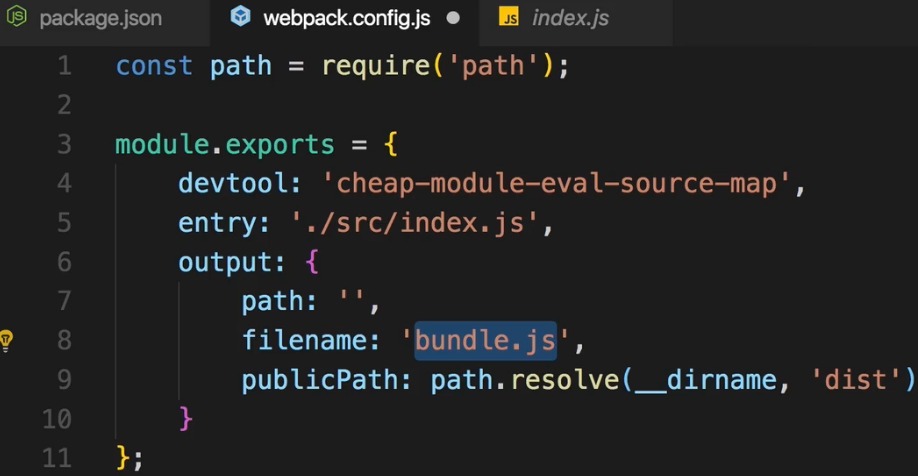 package.json webpack.config.js JS index.js
1 const path = require('path');
2
3 module.exports = {
4 devtool: 'cheap-module-eval-source-map',
5 entry: './src/index.js',
6 output: {
7 path: '',
8 filename: 'bundle.js',
9 publicPath: path.resolve(__dirname, 'dist')
10 }
11 };